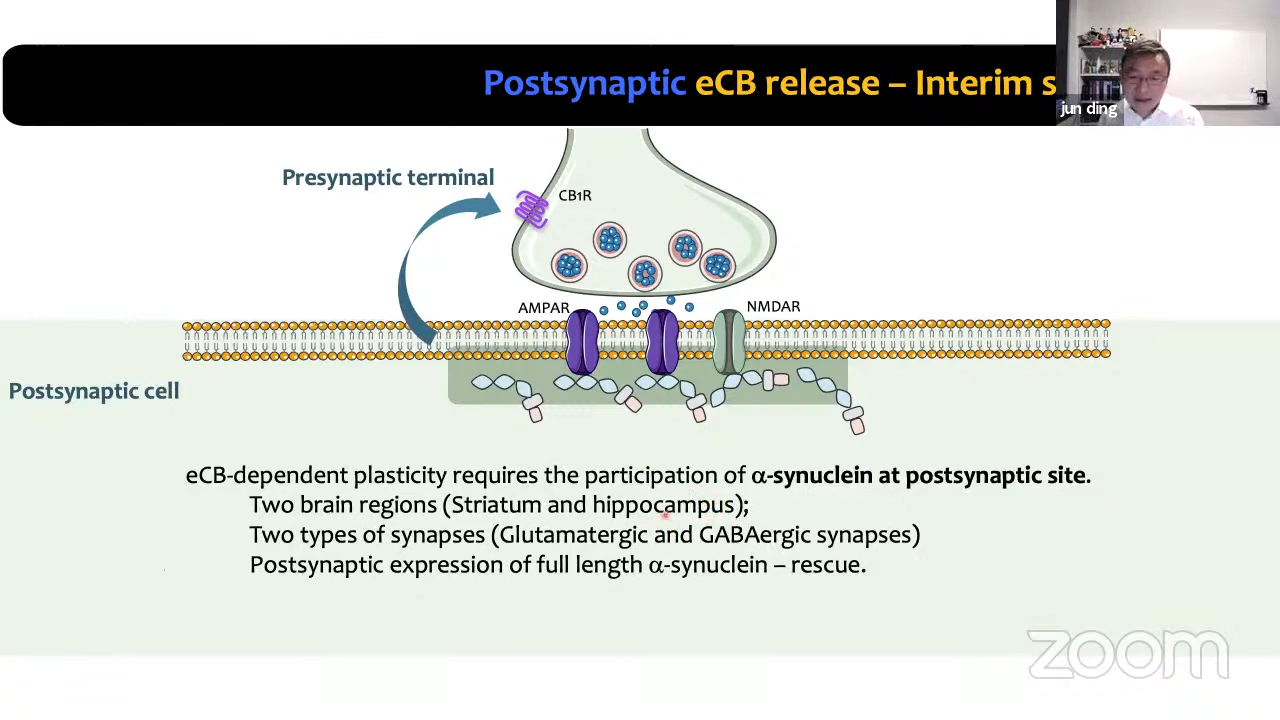 Postsynaptic eCB release – Interim s
jun ding
Presynaptic terminal
CB1R
AMPAR
NMDAR
Postsynaptic cell
eCB-dependent plasticity requires the participation of α-synuclein at postsynaptic site.
Two brain regions (Striatum and hippocampus);
Two types of synapses (Glutamatergic and GABAergic synapses)
Postsynaptic expression of full length α-synuclein – rescue.
zoom